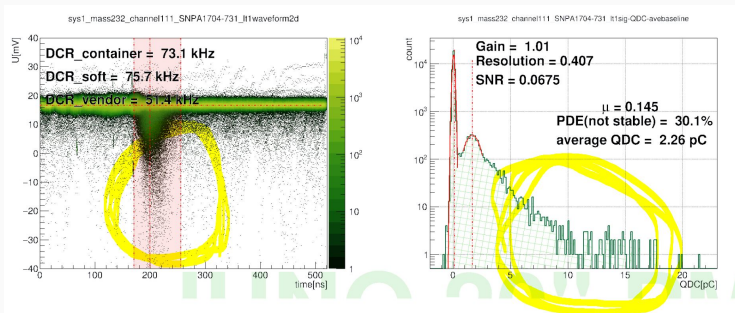 sys1_mass232_channel111_SNPA1704-731_lt1waveform2d
U[mV]
DCR_container = 73.1 kHz
DCR_soft = 75.7 kHz
DCR_vendor = 51.4 kHz
40
30
20
10
0
−10
−20
−30
−40
0 100 200 300 400 500
time[ns]
10⁴
10³
10²
10
1
sys1_mass232_channel111_SNPA1704-731_lt1sig-QDC-avebaseline
count
Gain = 1.01
Resolution = 0.407
SNR = 0.0675
μ = 0.145
PDE(not stable) = 30.1%
average QDC = 2.26 pC
10⁴
10³
10²
10
1
0 5 10 15 20
QDC[pC]